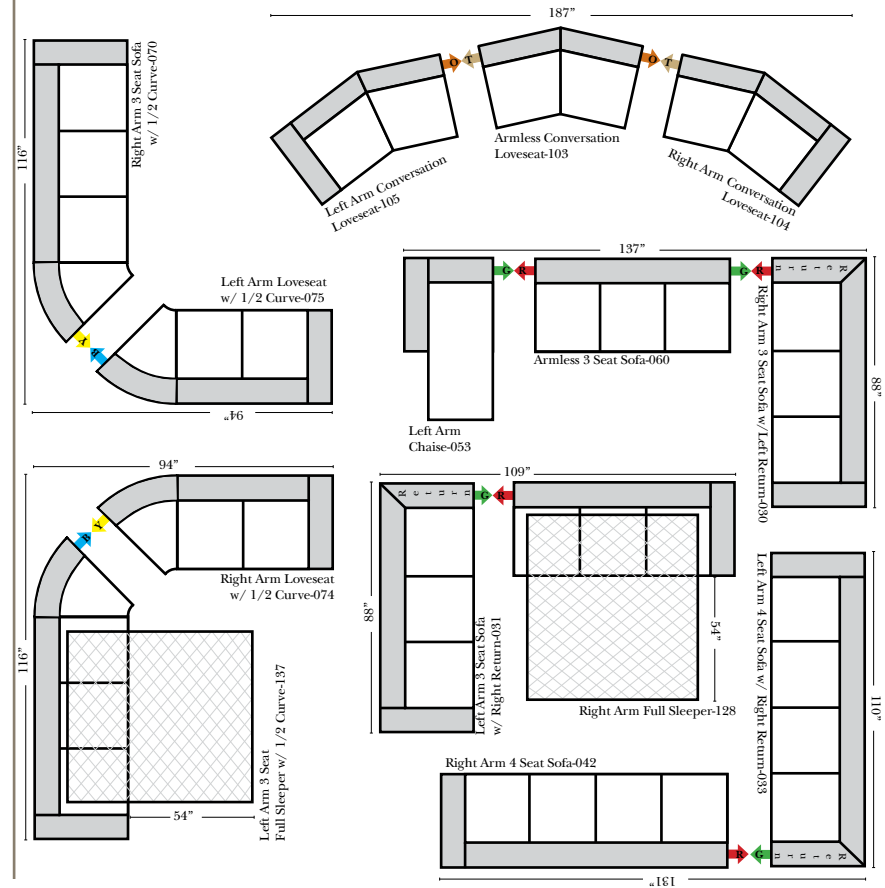 187”
O T
O T
Left Arm Conversation
Loveseat-105
Armless Conversation
Loveseat-103
Right Arm Conversation
Loveseat-104
116”
Right Arm 3 Seat Sofa
w/ 1/2 Curve-070
Left Arm Loveseat
w/ 1/2 Curve-075
Y
B
94”
137”
G R
G R
Return
Armless 3 Seat Sofa-060
Left Arm
Chaise-053
Right Arm 3 Seat Sofa w/Left Return-030
88”
94”
B
Y
Right Arm Loveseat
w/ 1/2 Curve-074
116”
54”
Left Arm 3 Seat
Full Sleeper w/ 1/2 Curve-137
109”
Return
G R
88”
Left Arm 3 Seat Sofa
w/ Right Return-031
54”
Right Arm Full Sleeper-128
Left Arm 4 Seat Sofa w/ Right Return-033
110”
Right Arm 4 Seat Sofa-042
R G
Return
131”